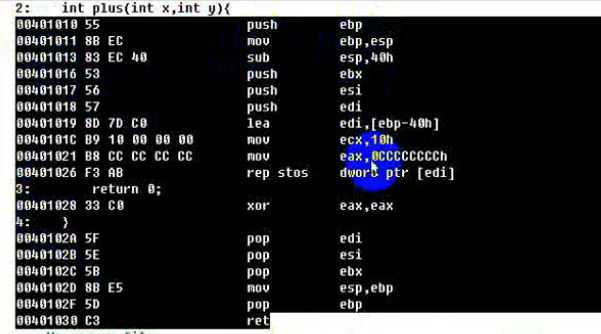 2: int plus(int x,int y){
00401010 55 push ebp
00401011 8B EC mov ebp,esp
00401013 83 EC 40 sub esp,40h
00401016 53 push ebx
00401017 56 push esi
00401018 57 push edi
00401019 8D 7D C0 lea edi,[ebp-40h]
0040101C B9 10 00 00 00 mov ecx,10h
00401021 B8 CC CC CC CC mov eax,0CCCCCCCCh
00401026 F3 AB rep stos dword ptr [edi]
3: return 0;
00401028 33 C0 xor eax,eax
4: }
0040102A 5F pop edi
0040102B 5E pop esi
0040102C 5B pop ebx
0040102D 8B E5 mov esp,ebp
0040102F 5D pop ebp
00401030 C3 ret